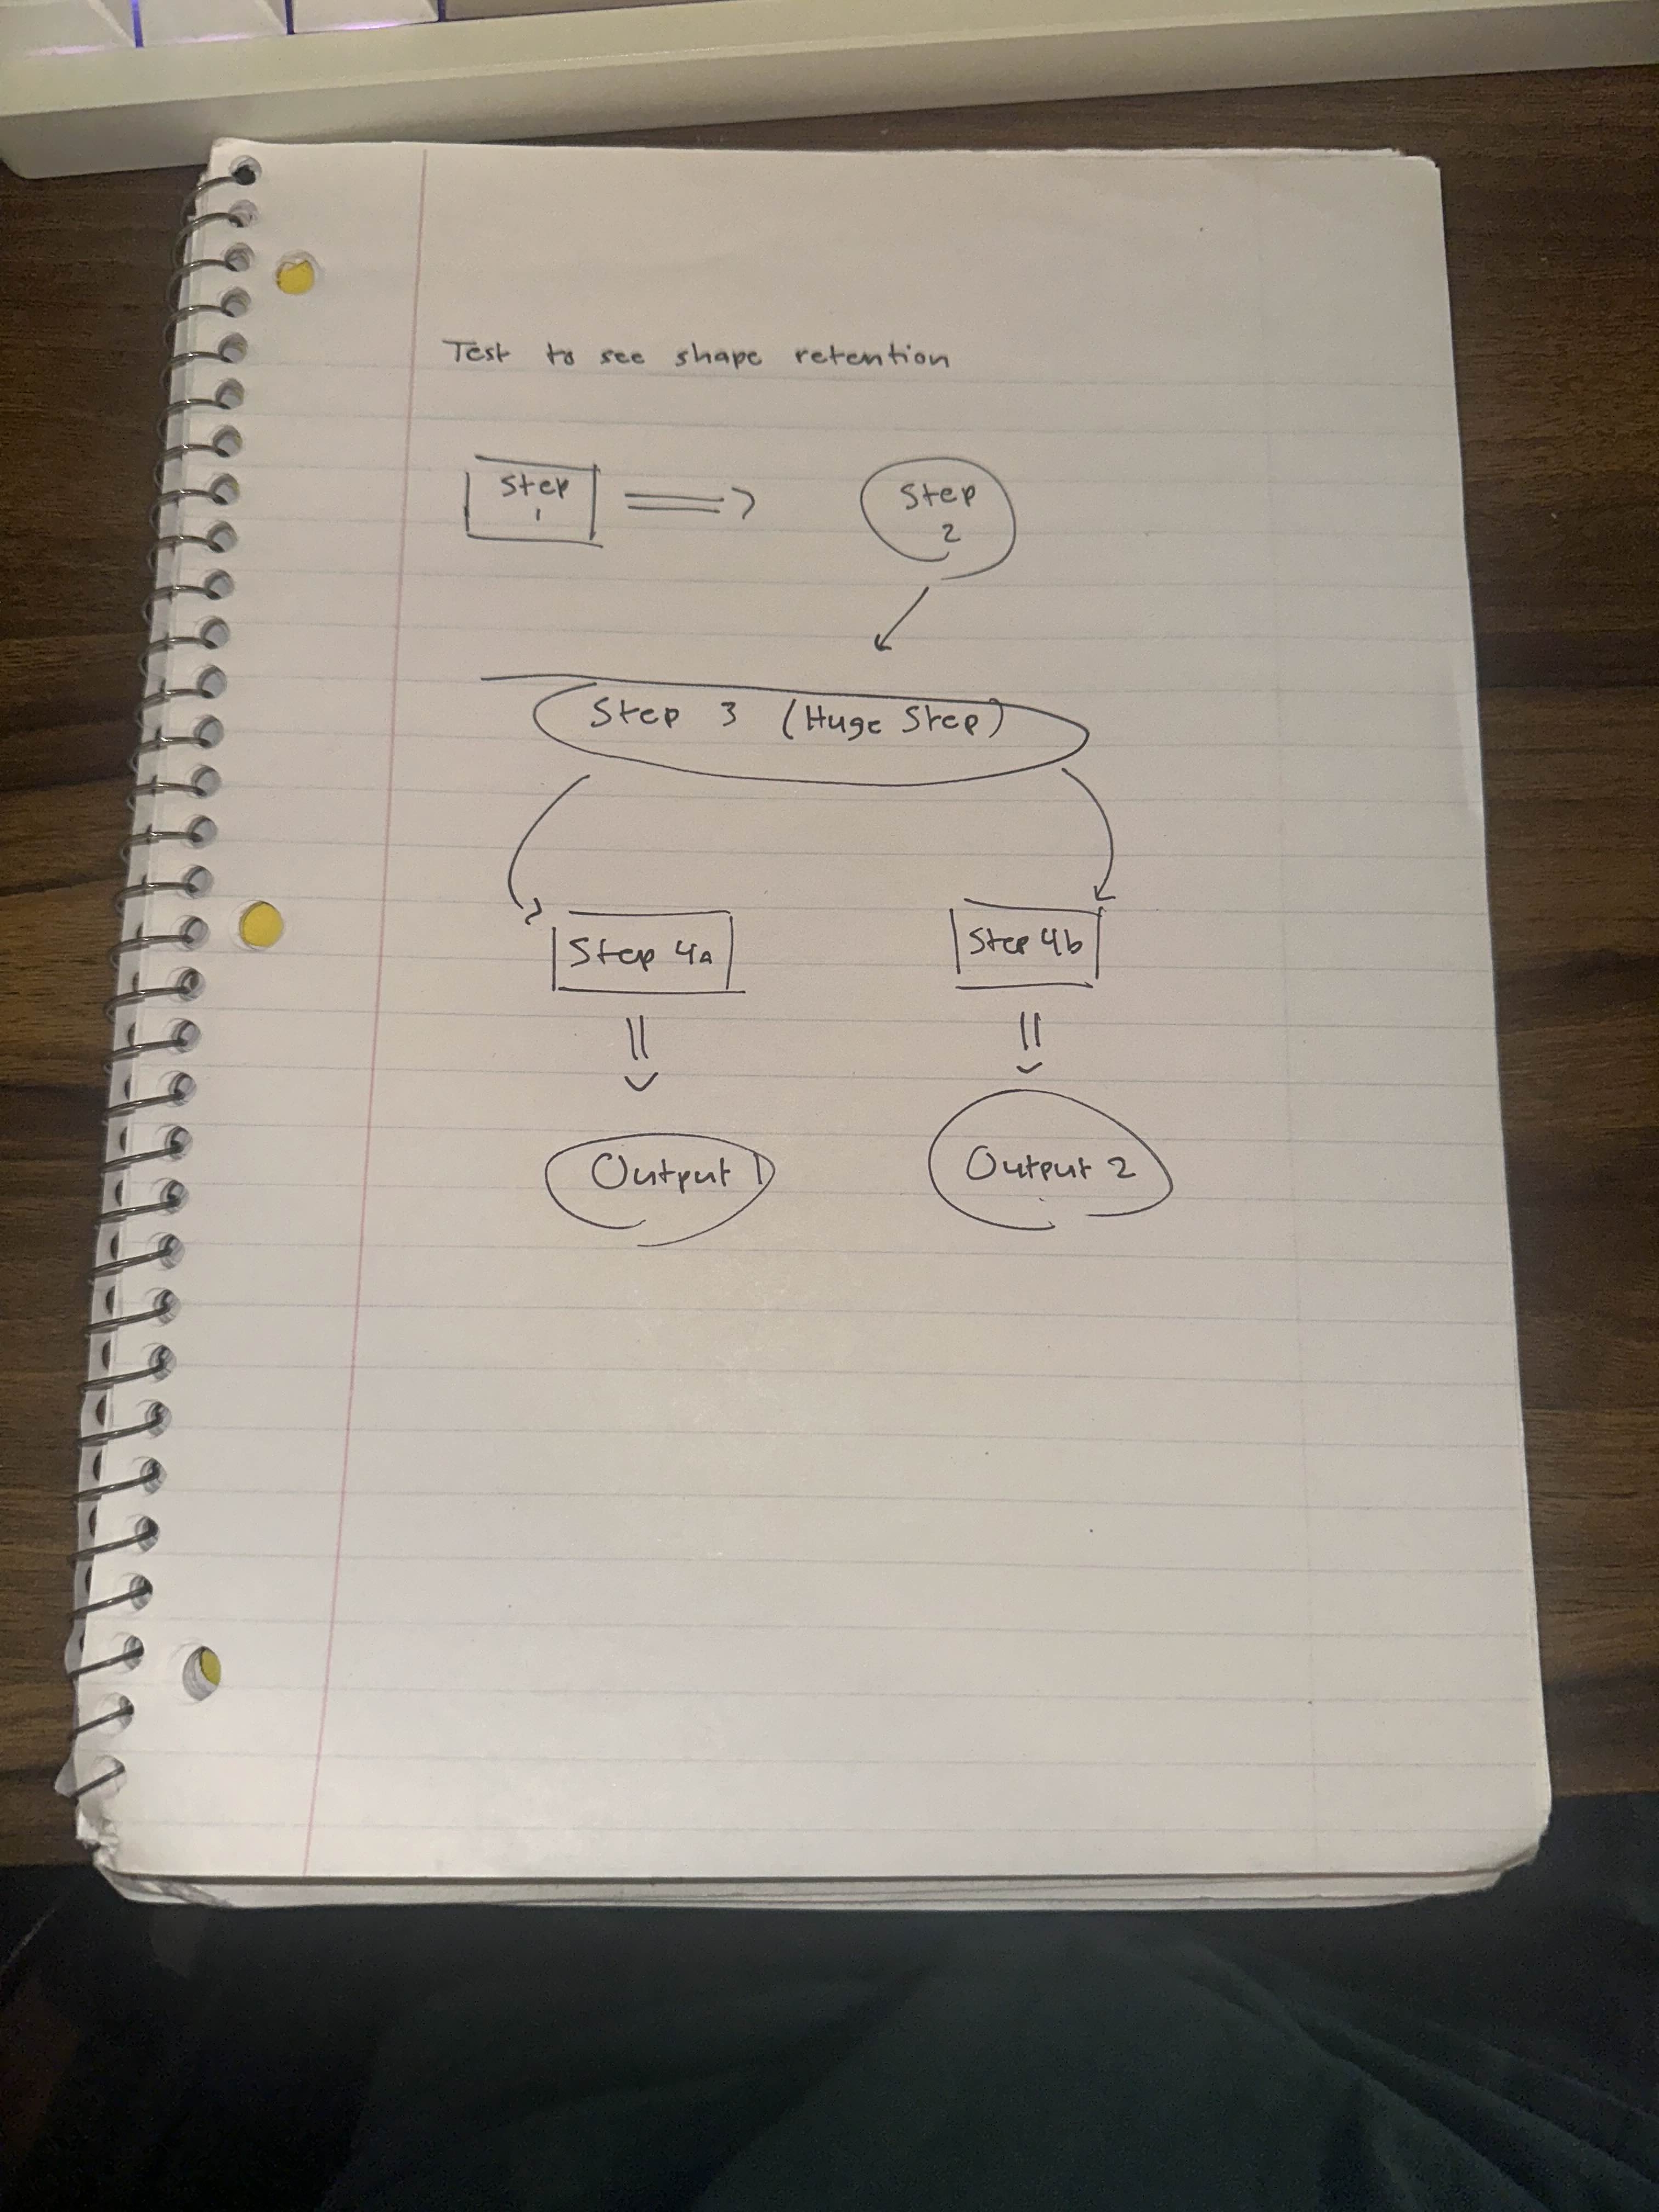 Test to see shape retention
Step
1
Step
2
Step 3 (Huge Step)
Step 4a
Step 4b
Output 1
Output 2